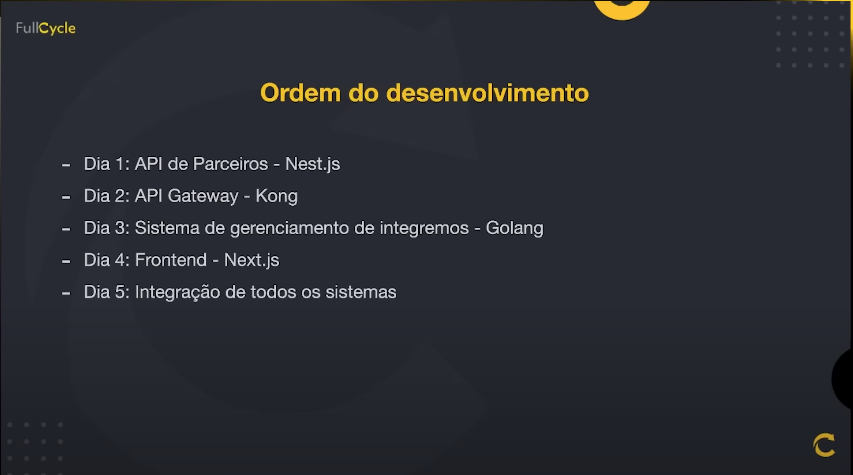 FullCycle
Ordem do desenvolvimento
- Dia 1: API de Parceiros - Nest.js
- Dia 2: API Gateway - Kong
- Dia 3: Sistema de gerenciamento de integremos - Golang
- Dia 4: Frontend - Next.js
- Dia 5: Integração de todos os sistemas